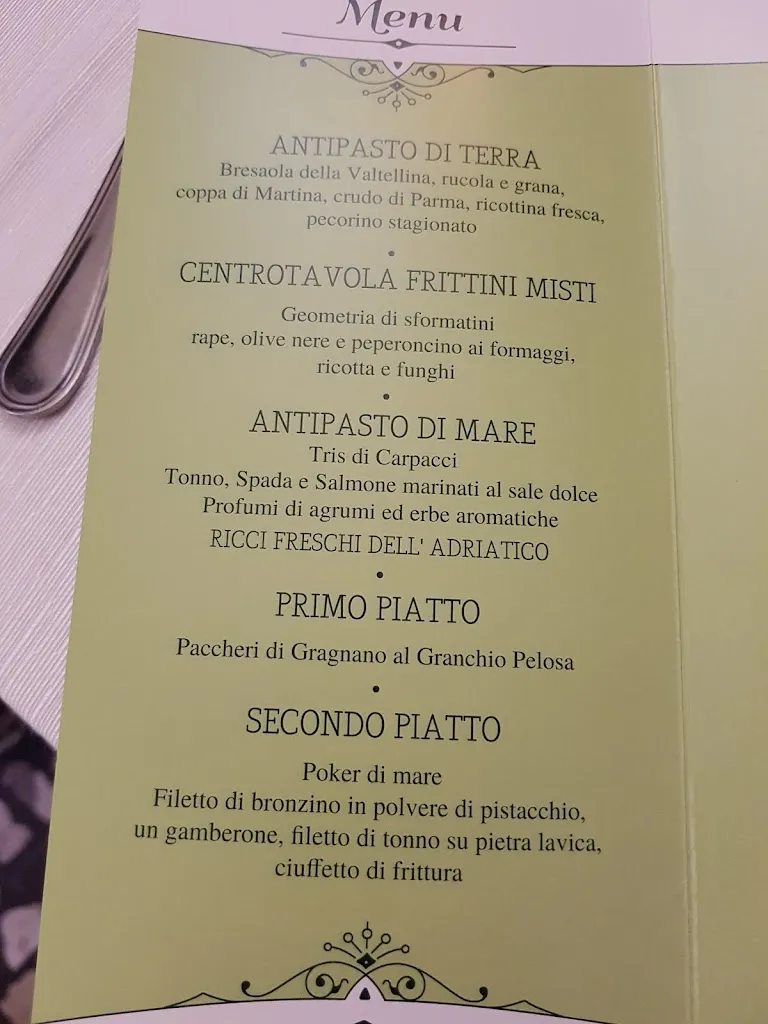 Menu
ANTIPASTO DI TERRA
Bresaola della Valtellina, rucola e grana,
coppa di Martina, crudo di Parma, ricottina fresca,
pecorino stagionato
CENTROTAVOLA FRITTINI MISTI
Geometria di sformatini
rape, olive nere e peperoncino ai formaggi,
ricotta e funghi
ANTIPASTO DI MARE
Tris di Carpacci
Tonno, Spada e Salmone marinati al sale dolce
Profumi di agrumi ed erbe aromatiche
RICCI FRESCHI DELL' ADRIATICO
PRIMO PIATTO
Paccheri di Gragnano al Granchio Pelosa
SECONDO PIATTO
Poker di mare
Filetto di bronzino in polvere di pistacchio,
un gamberone, filetto di tonno su pietra lavica,
ciuffetto di frittura